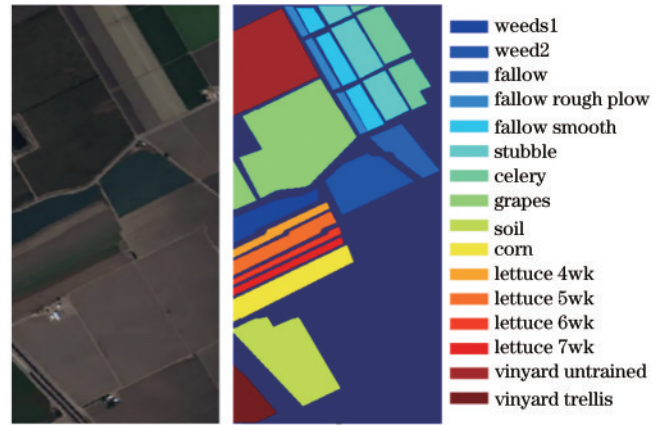 weeds1
weed2
fallow
fallow rough plow
fallow smooth
stubble
celery
grapes
soil
corn
lettuce 4wk
lettuce 5wk
lettuce 6wk
lettuce 7wk
vinyard untrained
vinyard trellis